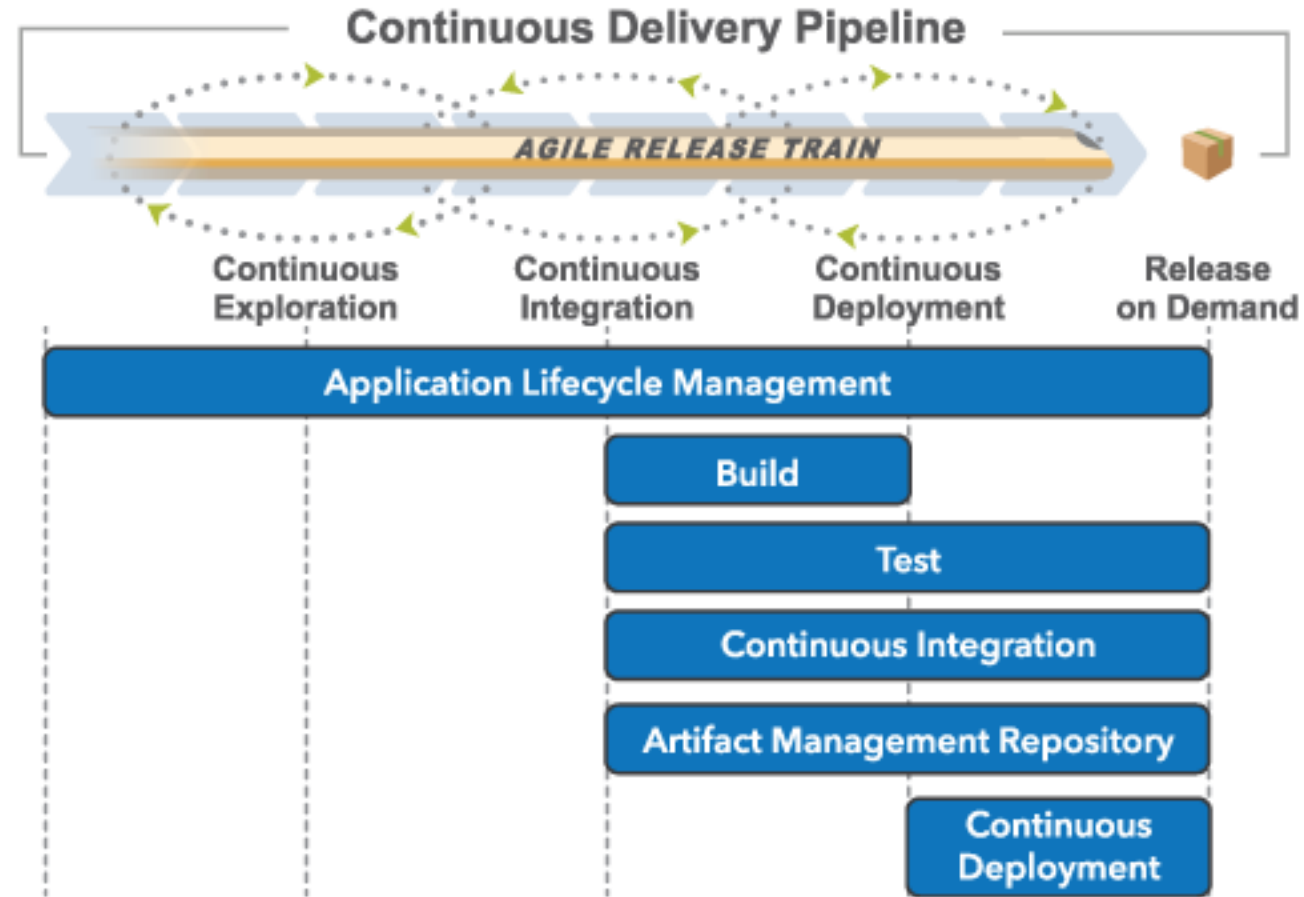 Continuous Delivery Pipeline
AGILE RELEASE TRAIN
Continuous
Exploration
Continuous
Integration
Continuous
Deployment
Release
on Demand
Application Lifecycle Management
Build
Test
Continuous Integration
Artifact Management Repository
Continuous
Deployment